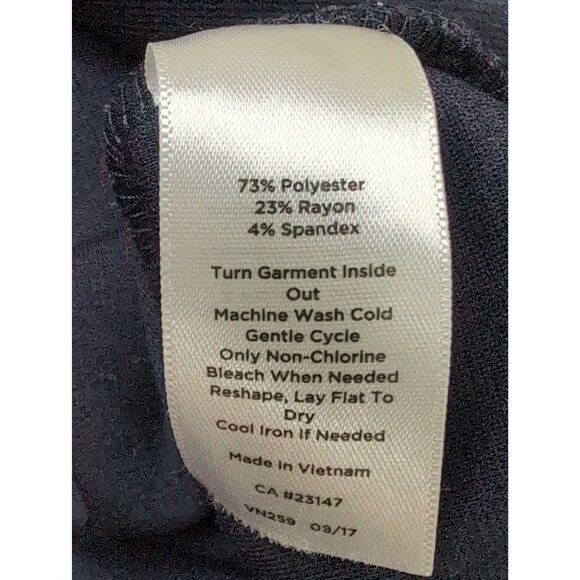 73% Polyester
23% Rayon
4% Spandex
Turn Garment Inside
Out
Machine Wash Cold
Gentle Cycle
Only Non-Chlorine
Bleach When Needed
Reshape, Lay Flat To
Dry
Cool Iron If Needed
Made In Vietnam
CA #23147
VN259 03/17